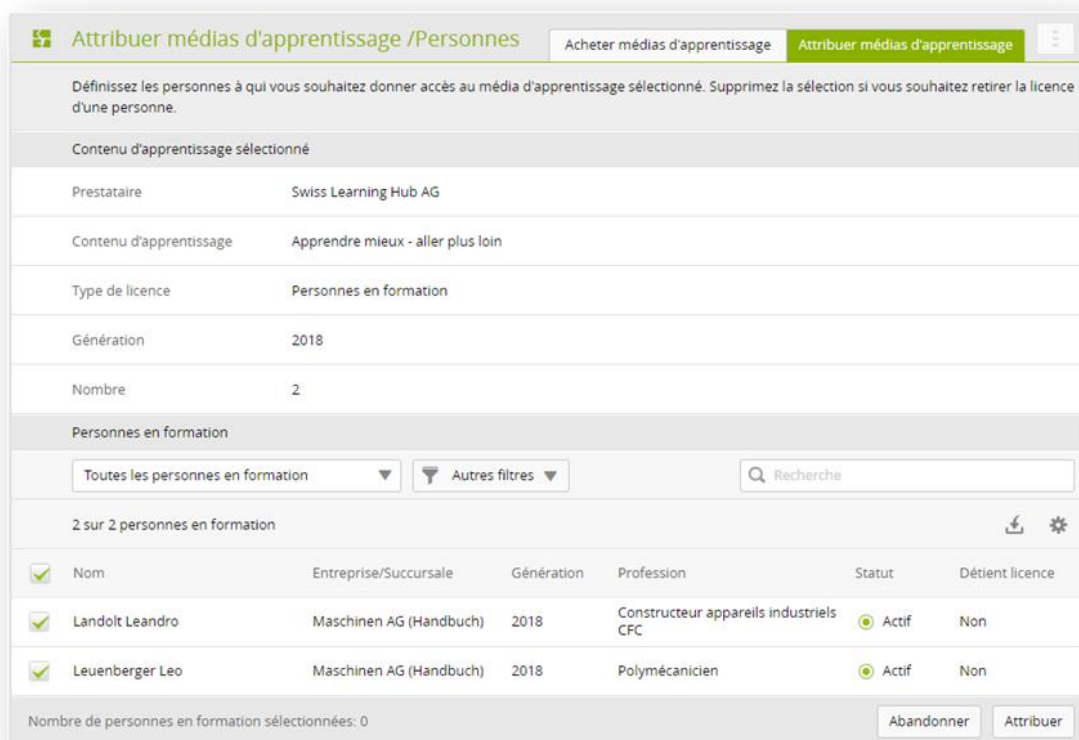 Attribuer médias d'apprentissage /Personnes
Acheter médias d'apprentissage
Attribuer médias d'apprentissage
Définissez les personnes à qui vous souhaitez donner accès au média d'apprentissage sélectionné. Supprimez la sélection si vous souhaitez retirer la licence
d'une personne.
Contenu d'apprentissage sélectionné
Prestataire Swiss Learning Hub AG
Contenu d'apprentissage Apprendre mieux - aller plus loin
Type de licence Personnes en formation
Génération 2018
Nombre 2
Personnes en formation
Toutes les personnes en formation Autres filtres Recherche
2 sur 2 personnes en formation
Nom Entreprise/Succursale Génération Profession Statut Détient licence
Landolt Leandro Maschinen AG (Handbuch) 2018 Constructeur appareils industriels
CFC Actif Non
Leuenberger Leo Maschinen AG (Handbuch) 2018 Polymécanicien Actif Non
Nombre de personnes en formation sélectionnées: 0 Abandonner Attribuer